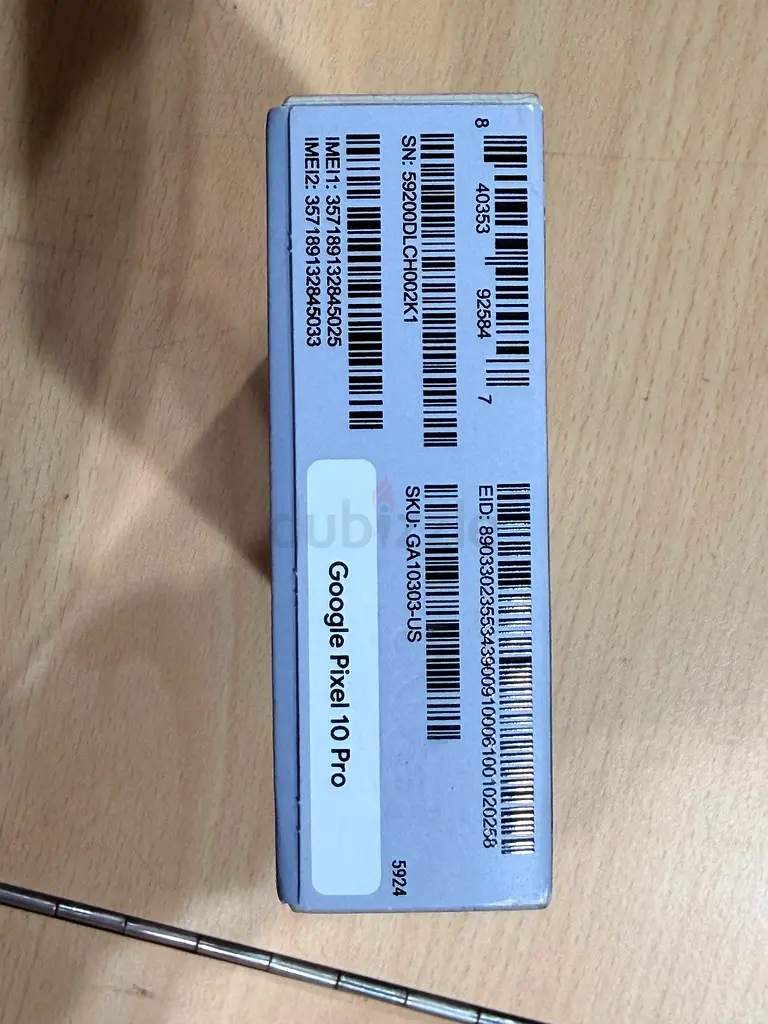 8 40353 92584 7
SN: 59200DLCH002K1
IMEI1: 357189132845025
IMEI2: 357189132845033
EID: 89033023553439009100061001020258
SKU: GA10303-US
Google Pixel 10 Pro
5924
dubizzle